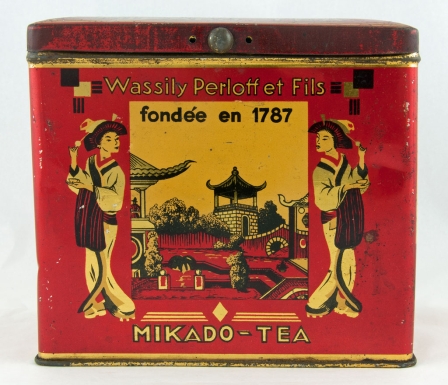 Wassily Perloff et Fils
fondée en 1787
MIKADO-TEA